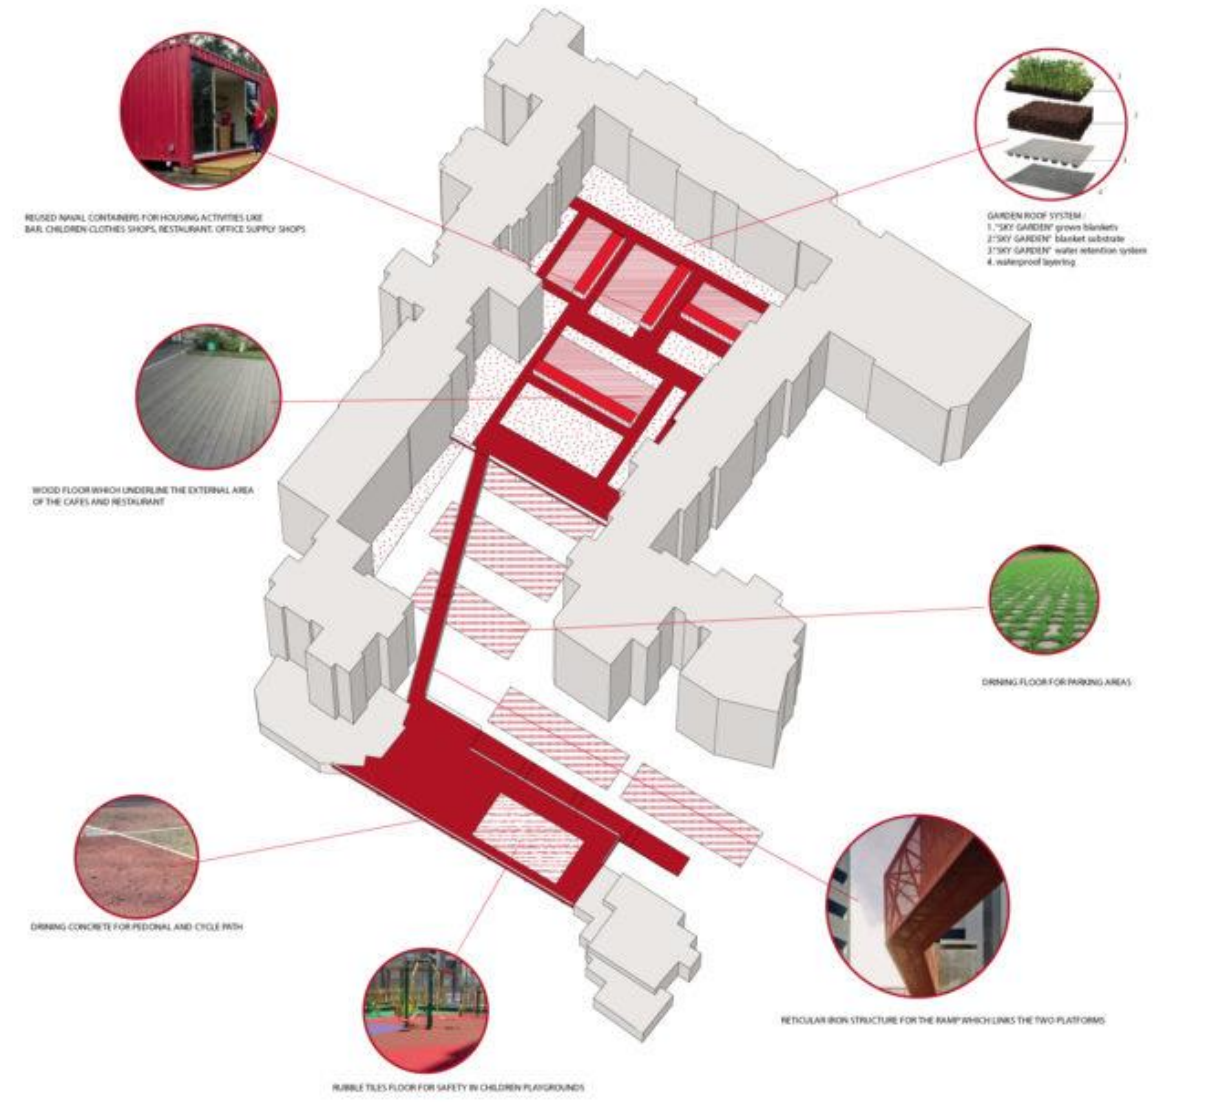 REUSED NAVAL CONTAINERS FOR HOUSING ACTIVITIES LIKE
BAR, CHILDREN CLOTHES SHOPS, RESTAURANT, OFFICE SUPPLY SHOPS
GARDEN ROOF SYSTEM:
1. "SKY GARDEN" grown blankets
2. "SKY GARDEN" blanket substrate
3. "SKY GARDEN" water retention system
4. waterproof layering
WOOD FLOOR WHICH UNDERLINE THE EXTERNAL AREA
OF THE CAFES AND RESTAURANT
DRINING FLOOR FOR PARKING AREAS
DRINING CONCRETE FOR PEDONAL AND CYCLE PATH
RETICULAR IRON STRUCTURE FOR THE RAMP WHICH LINKS THE TWO PLATFORMS
RUBBLE TILES FLOOR FOR SAFETY IN CHILDREN PLAYGROUNDS